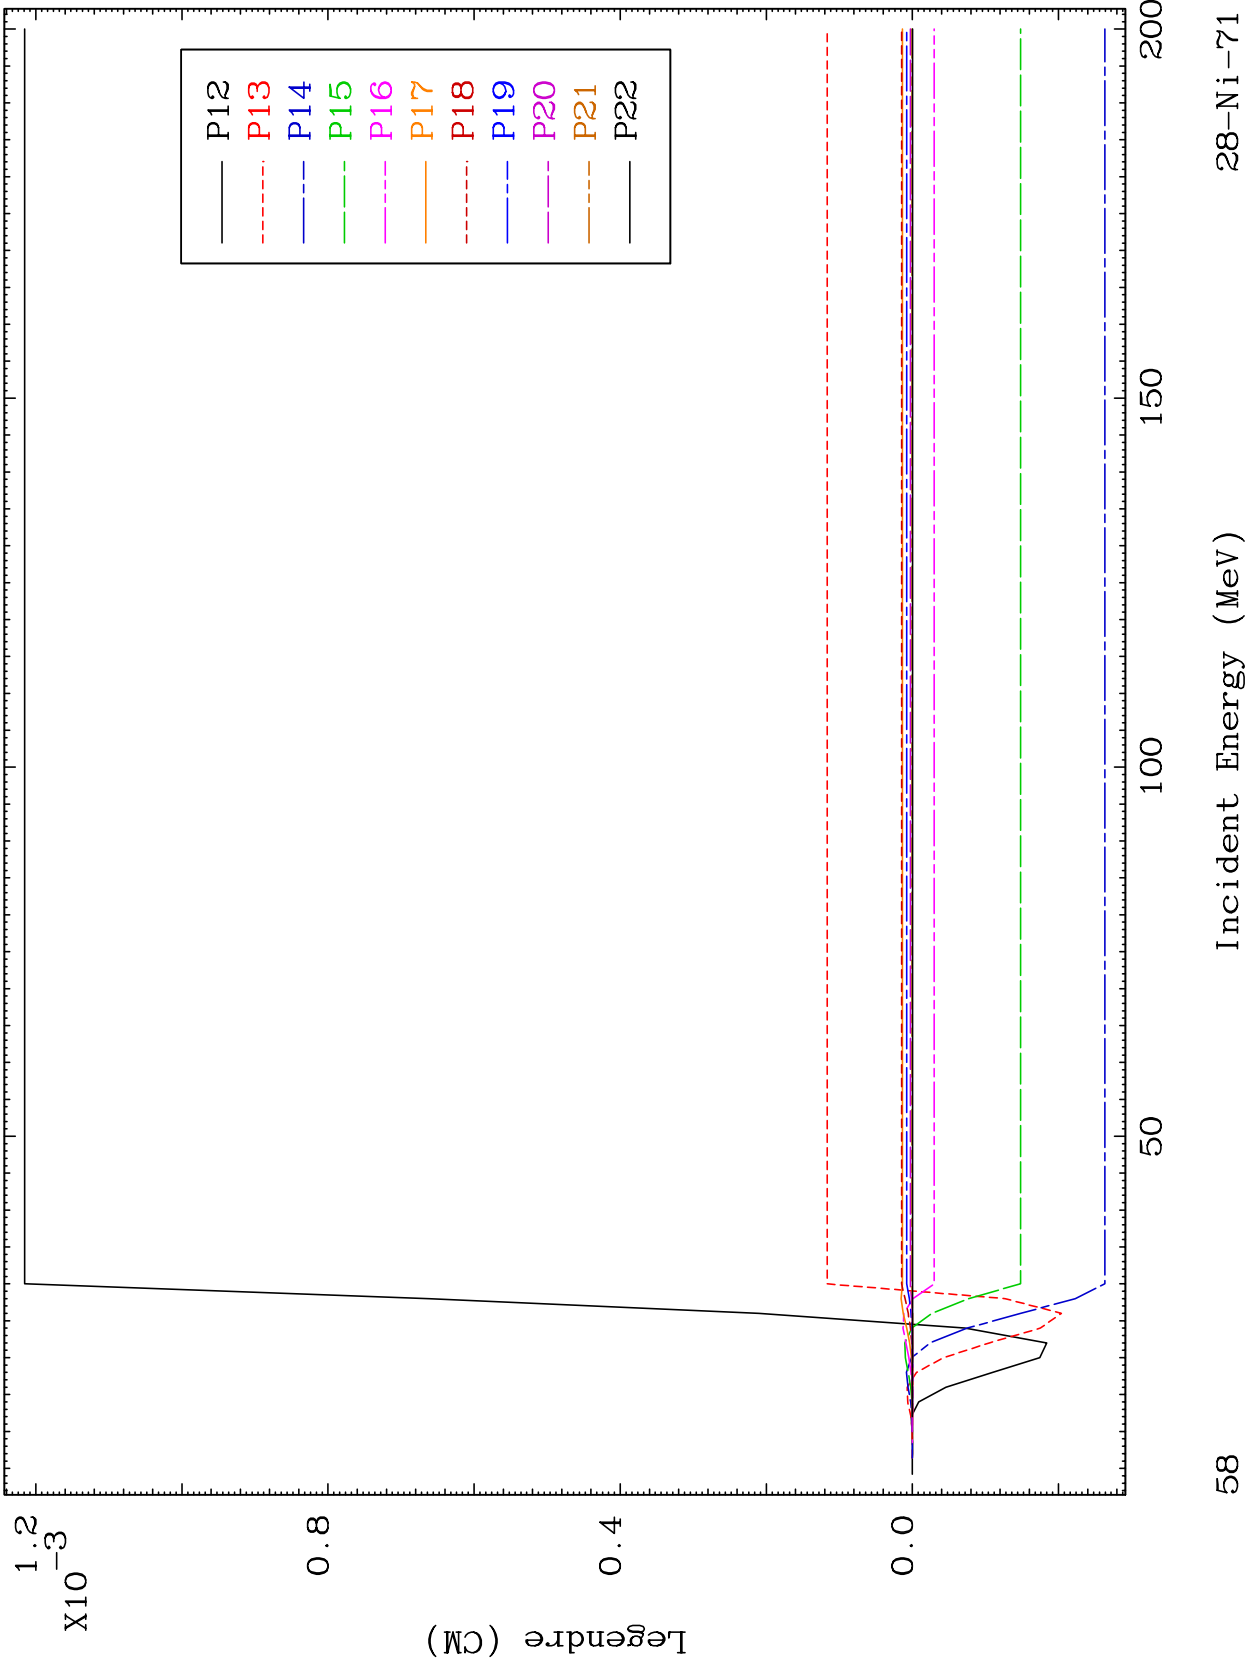 Legendre (CM)
X10
-3
1.2
0.8
0.4
0.0
P12
P13
P14
P15
P16
P17
P18
P19
P20
P21
P22
50
100
150
200
58
Incident Energy (MeV)
28-Ni-71